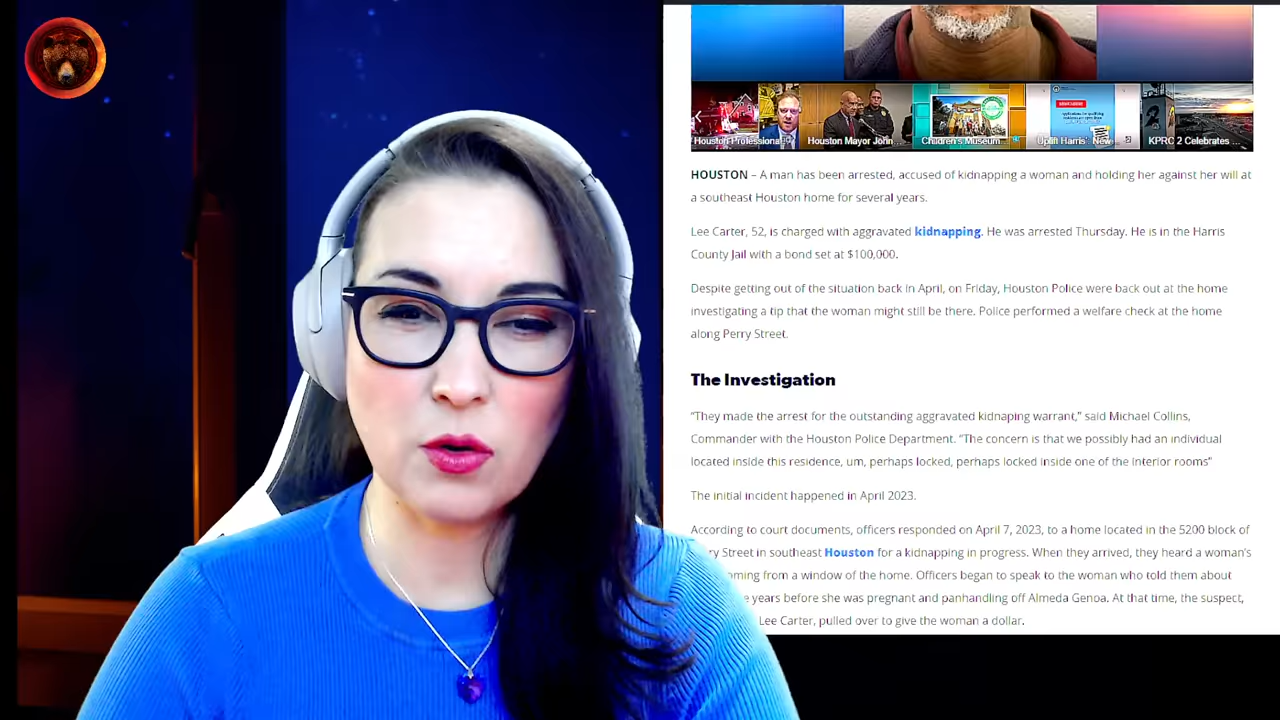 Houston Professional
Houston Mayor John ...
Children's Museum...
Uplift Harris': New
KPRC 2 Celebrates ...
HOUSTON – A man has been arrested, accused of kidnapping a woman and holding her against her will at
a southeast Houston home for several years.
Lee Carter, 52, is charged with aggravated kidnapping. He was arrested Thursday. He is in the Harris
County Jail with a bond set at $100,000.
Despite getting out of the situation back in April, on Friday, Houston Police were back out at the home
investigating a tip that the woman might still be there. Police performed a welfare check at the home
along Perry Street.
The Investigation
“They made the arrest for the outstanding aggravated kidnaping warrant,” said Michael Collins,
Commander with the Houston Police Department. “The concern is that we possibly had an individual
located inside this residence, um, perhaps locked, perhaps locked inside one of the interior rooms”
The initial incident happened in April 2023.
According to court documents, officers responded on April 7, 2023, to a home located in the 5200 block of
ry Street in southeast Houston for a kidnapping in progress. When they arrived, they heard a woman's
oming from a window of the home. Officers began to speak to the woman who told them about
e years before she was pregnant and panhandling off Almeda Genoa. At that time, the suspect,
Lee Carter, pulled over to give the woman a dollar.